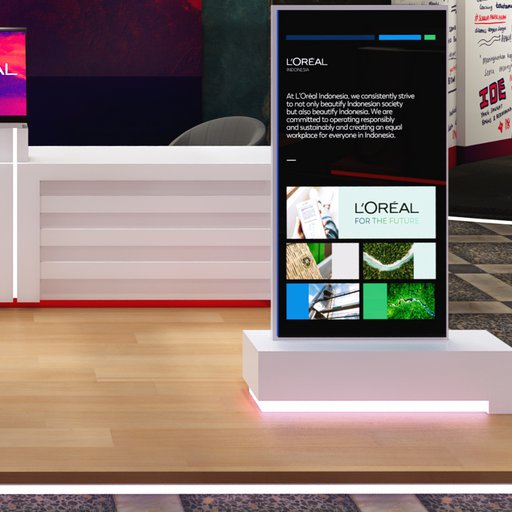 AL
L'ORÉAL
INDONESIA
At L'Oréal Indonesia, we consistently strive
to not only beautify Indonesian society
but also beautify Indonesia. We are
committed to operating responsibly
and sustainably and creating an equal
workplace for everyone in Indonesia.
L'ORÉAL
FOR THE FUTURE
IDE